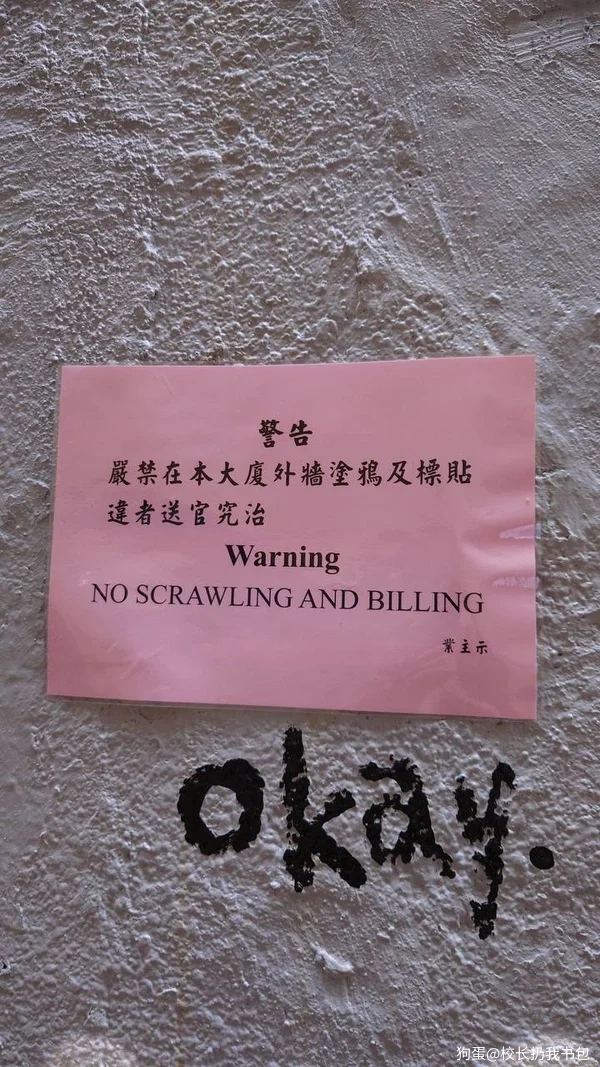 警告
嚴禁在本大廈外牆塗鴉及標貼
違者送官究治
Warning
NO SCRAWLING AND BILLING
業主示
okay.
狗蛋@校长扔我书包